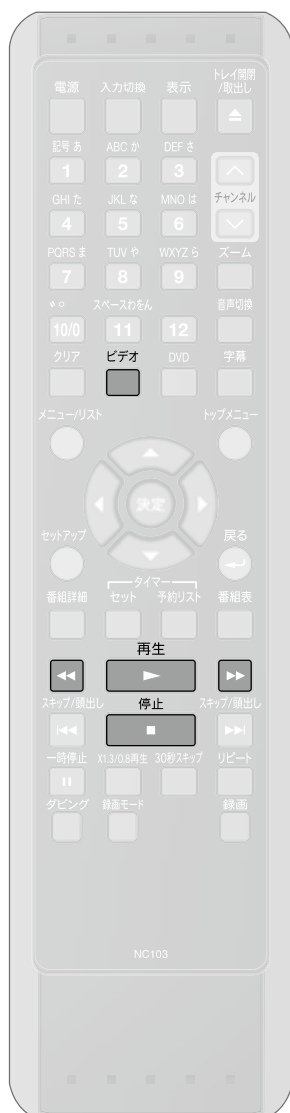 電源 入力切換 表示 トレイ開閉
/取出し
記号 あ ABC か DEF さ
1 2 3
GHI た JKL な MNO は チャンネル
4 5 6
PQRS ま TUV や WXYZ ら ズーム
7 8 9
スペースわをん 音声切換
10/0 11 12
クリア ビデオ DVD 字幕
メニュー/リスト トップメニュー
決定
セットアップ 戻る
タイマー
番組詳細 セット 予約リスト 番組表
再生
スキップ/頭出し 停止 スキップ/頭出し
一時停止 X1.3/0.8再生 30秒スキップ リピート
ダビング 録画モード 録画
NC103